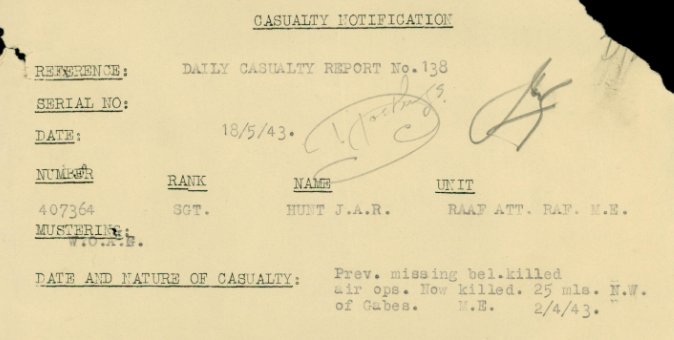 CASUALTY NOTIFICATION
REFERENCE: DAILY CASUALTY REPORT No. 138
SERIAL NO:
DATE: 18/5/43.
NUMBER RANK NAME UNIT
407364 SGT. HUNT J.A.R. RAAF ATT. RAF. M.E.
MUSTERING:
W.O.A.G.
DATE AND NATURE OF CASUALTY: Prev. missing bel.killed
air ops. Now killed. 25 mls. N.W.
of Gabes. M.E. 2/4/43.